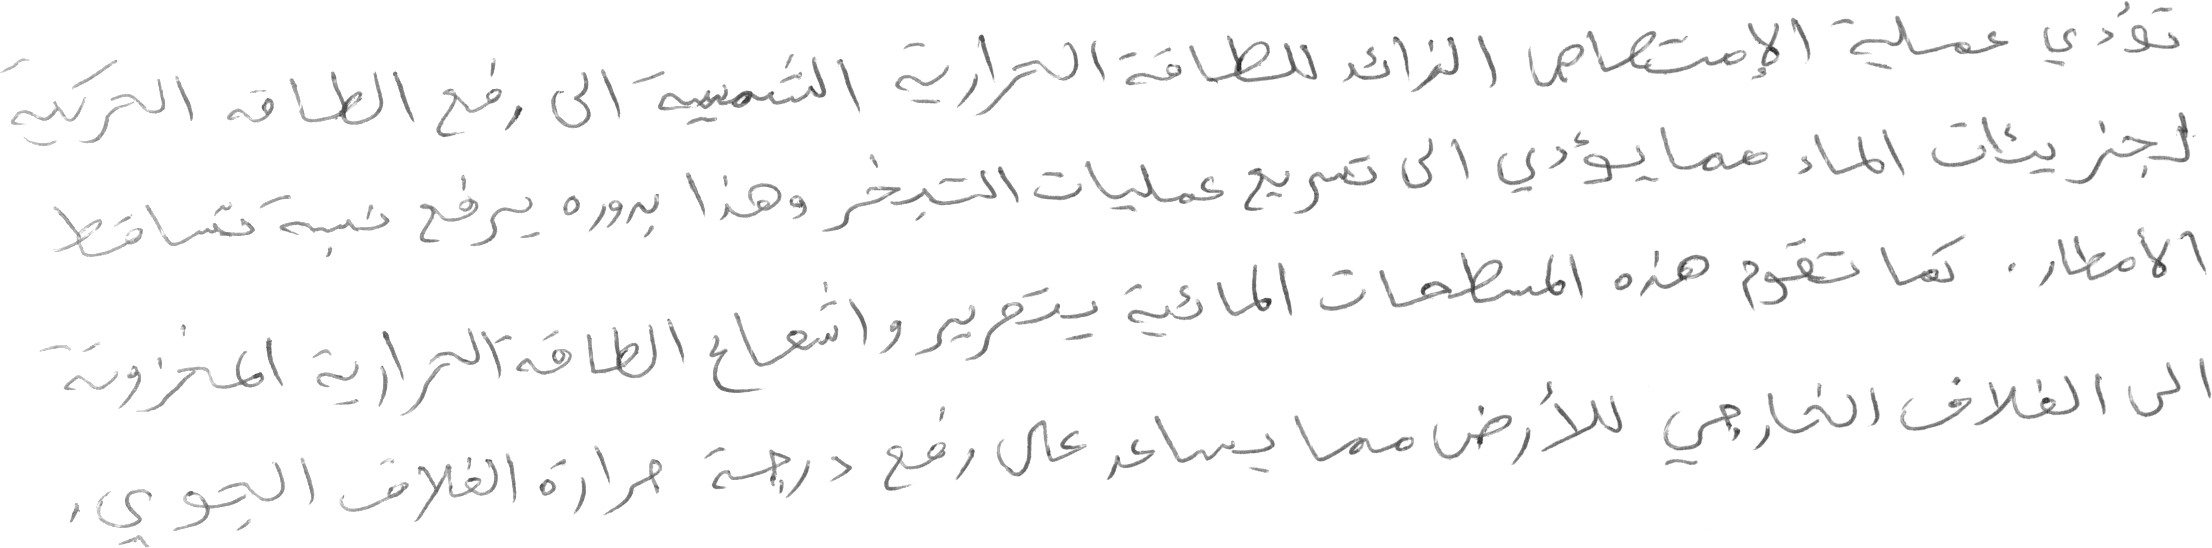 تؤدي عملية الإمتصاص الزائد للطاقة الحرارية الشمسية الى رفع الطاقه الحركية
لجزيئات الماء مما يؤدي الى تسريع عمليات التبخر وهذا بدوره يرفع نسبة تساقط
الأمطار. كما تقوم هذه المسطحات المائية بتحرير واشعاع الطاقة الحرارية المخزونة
الى الغلاف الخارجي للأرض مما يساعد على رفع درجة حرارة الغلاف الجوي.